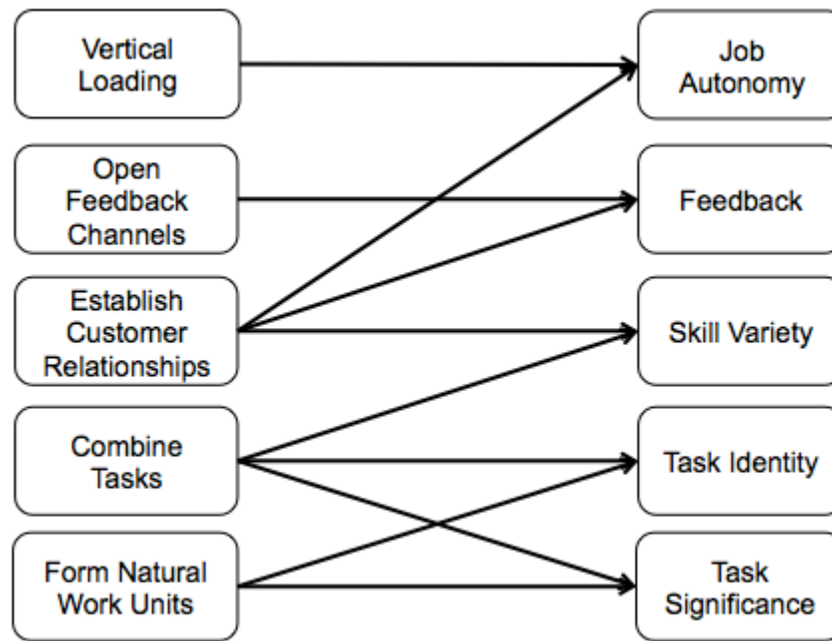 Vertical
Loading
Job
Autonomy
Open
Feedback
Channels
Feedback
Establish
Customer
Relationships
Skill Variety
Combine
Tasks
Task Identity
Form Natural
Work Units
Task
Significance